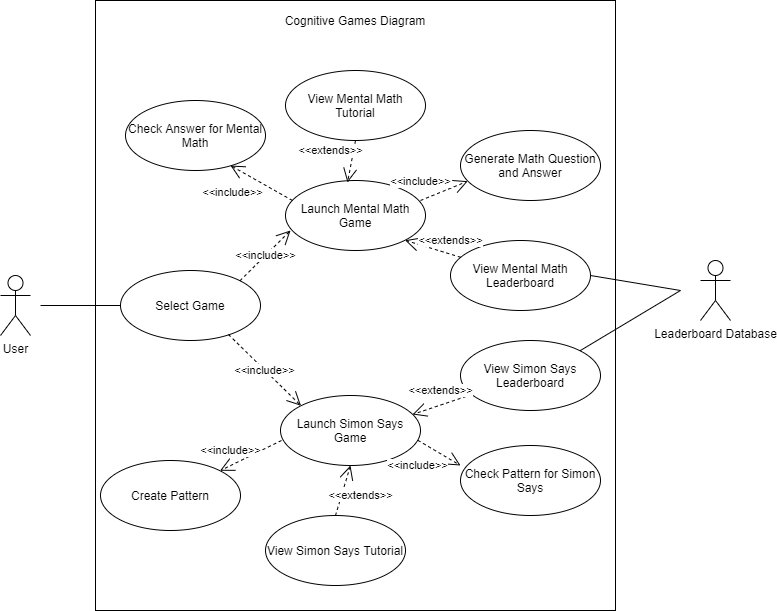 Cognitive Games Diagram
View Mental Math
Tutorial
Check Answer for Mental
Math
<<extends>>
Generate Math Question
and Answer
<<include>>
<<include>>
Launch Mental Math
Game
<<extends>>
<<include>>
View Mental Math
Leaderboard
Select Game
User
Leaderboard Database
<<include>>
View Simon Says
Leaderboard
<<extends>>
Launch Simon Says
Game
<<include>>
<<include>>
Check Pattern for Simon
Says
Create Pattern
<<extends>>
View Simon Says Tutorial